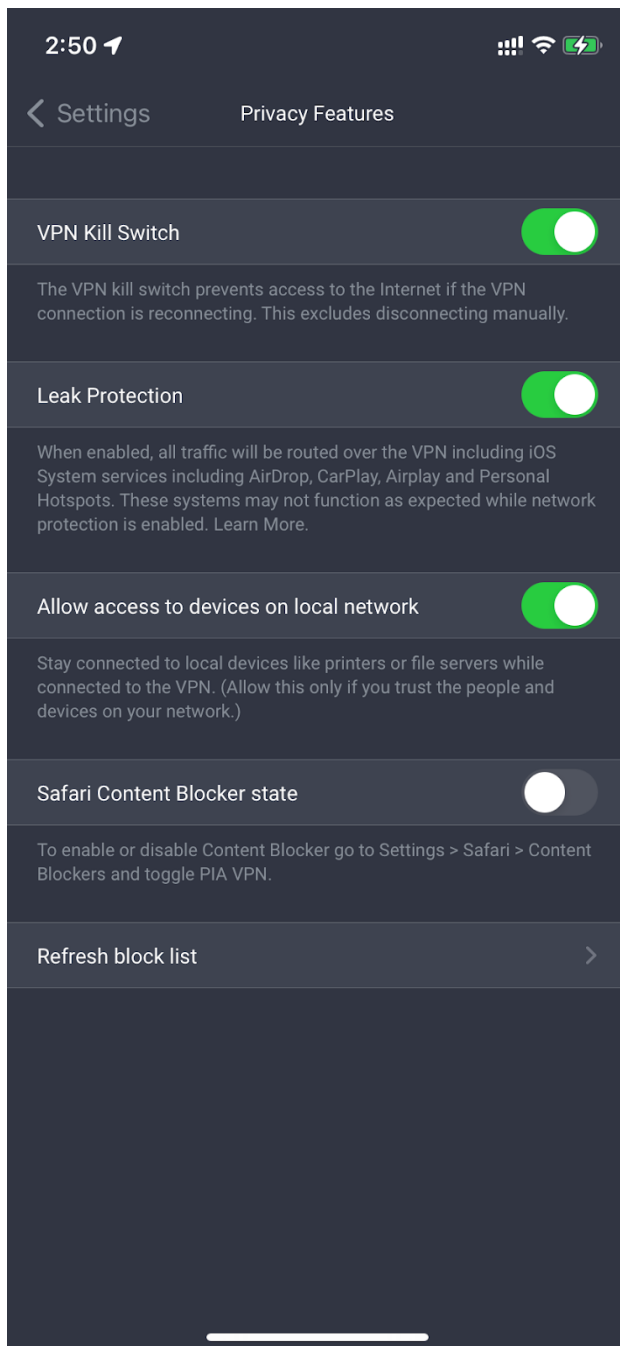 2:50
Settings
Privacy Features
VPN Kill Switch
The VPN kill switch prevents access to the Internet if the VPN
connection is reconnecting. This excludes disconnecting manually.
Leak Protection
When enabled, all traffic will be routed over the VPN including iOS
System services including AirDrop, CarPlay, Airplay and Personal
Hotspots. These systems may not function as expected while network
protection is enabled. Learn More.
Allow access to devices on local network
Stay connected to local devices like printers or file servers while
connected to the VPN. (Allow this only if you trust the people and
devices on your network.)
Safari Content Blocker state
To enable or disable Content Blocker go to Settings > Safari > Content
Blockers and toggle PIA VPN.
Refresh block list